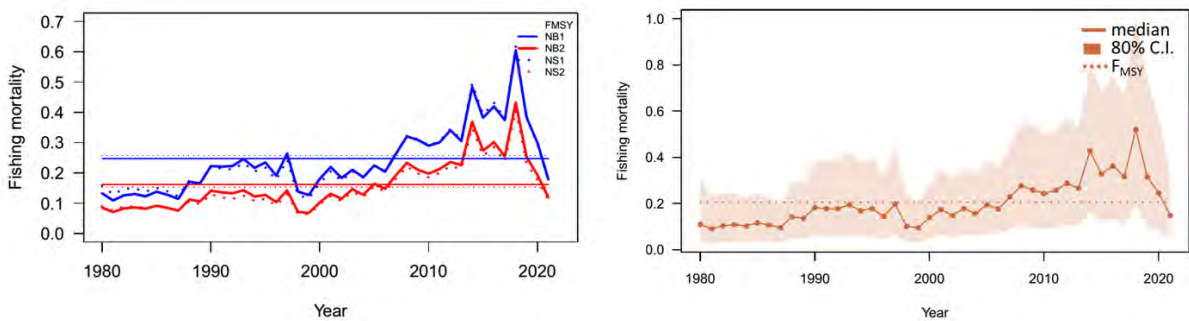 0.7
0.6
0.5
0.4
0.3
0.2
0.1
0.0
Fishing mortality
FMSY
NB1
NB2
NS1
NS2
1980 1990 2000 2010 2020
Year
1.0
0.8
0.6
0.4
0.2
0.0
Fishing mortality
median
80% C.I.
FMSY
1980 1990 2000 2010 2020
Year